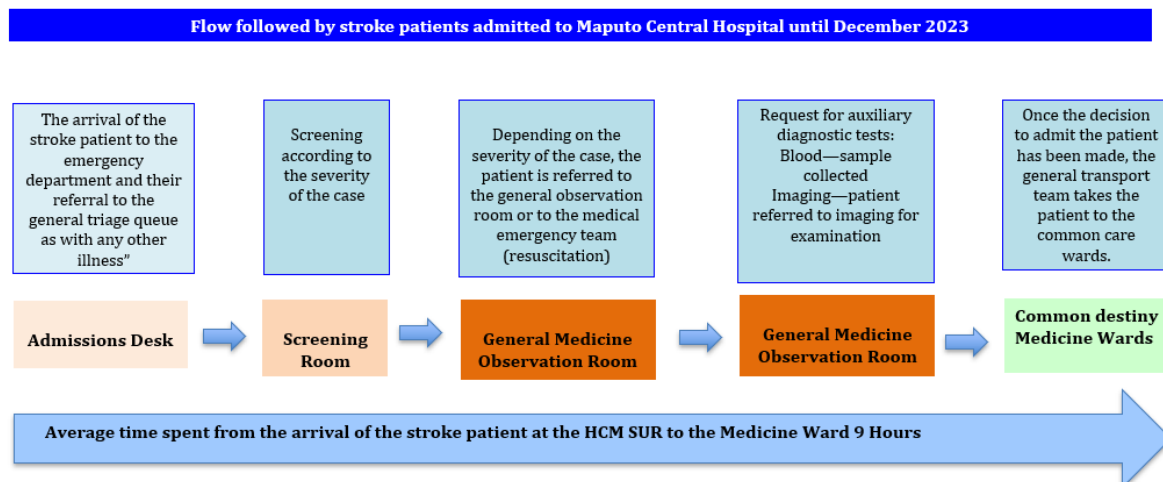 Flow followed by stroke patients admitted to Maputo Central Hospital until December 2023
The arrival of the
stroke patient to the
emergency
department and their
referral to the
general triage queue
as with any other
illness”
Screening
according to
the severity
of the case
Depending on the
severity of the case, the
patient is referred to
the general observation
room or to the medical
emergency team
(resuscitation)
Request for auxiliary
diagnostic tests:
Blood—sample
collected
Imaging—patient
referred to imaging for
examination
Once the decision
to admit the patient
has been made, the
general transport
team takes the
patient to the
common care
wards.
Admissions Desk
Screening
Room
General Medicine
Observation Room
General Medicine
Observation Room
Common destiny
Medicine Wards
Average time spent from the arrival of the stroke patient at the HCM SUR to the Medicine Ward 9 Hours